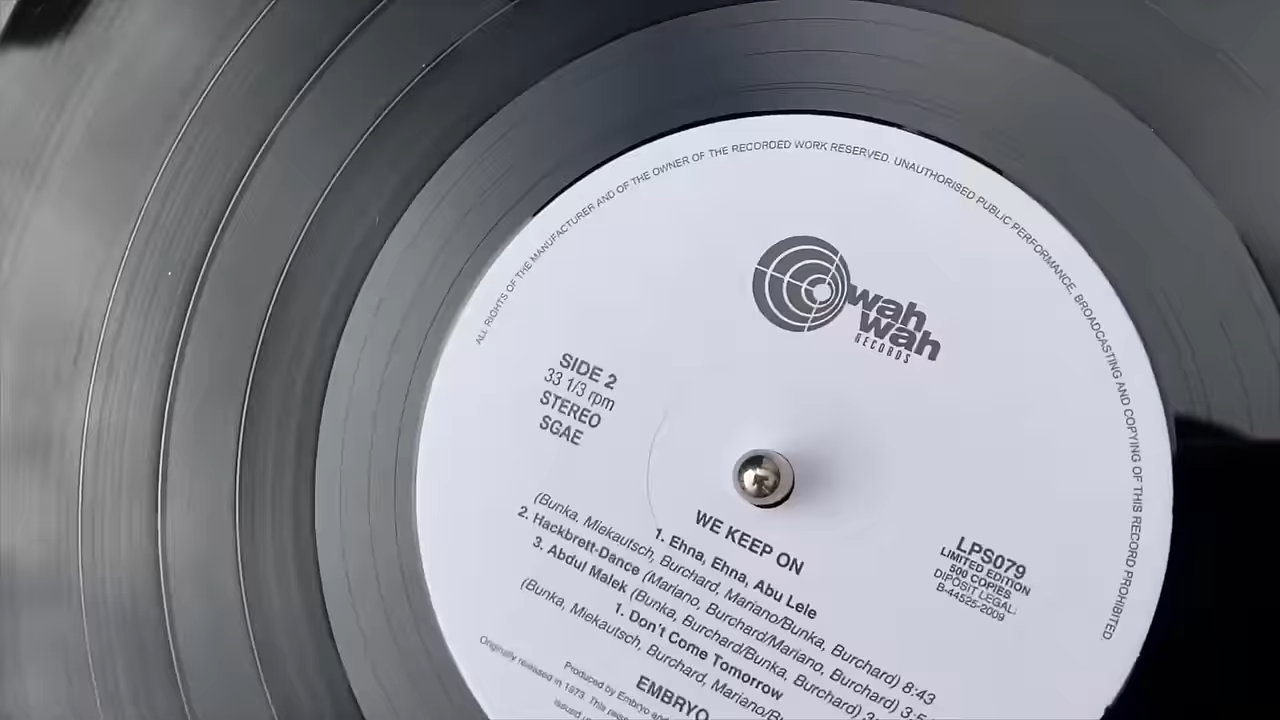 ALL RIGHTS OF THE MANUFACTURER AND OF THE OWNER OF THE RECORDED WORK RESERVED. UNAUTHORISED PUBLIC PERFORMANCE, BROADCASTING AND COPYING OF THIS RECORD PROHIBITED
wah
wah
RECORDS
SIDE 2
33 1/3 rpm
STEREO
SGAE
LPS079
LIMITED EDITION
500 COPIES
DIPOSIT LEGAL:
B-44525-2009
WE KEEP ON
1. Ehna, Ehna, Abu Lele
(Bunka, Miekautsch, Burchard, Mariano/Bunka, Burchard) 8:43
2. Hackbrett-Dance (Mariano, Burchard/Mariano, Burchard)
3. Abdul Malek (Bunka, Burchard/Bunka, Burchard)
1. Don't Come Tomorrow
(Bunka, Miekautsch, Burchard, Mariano
EMBRYO
Produced by Embryo
Originally released in 1973. This
issued